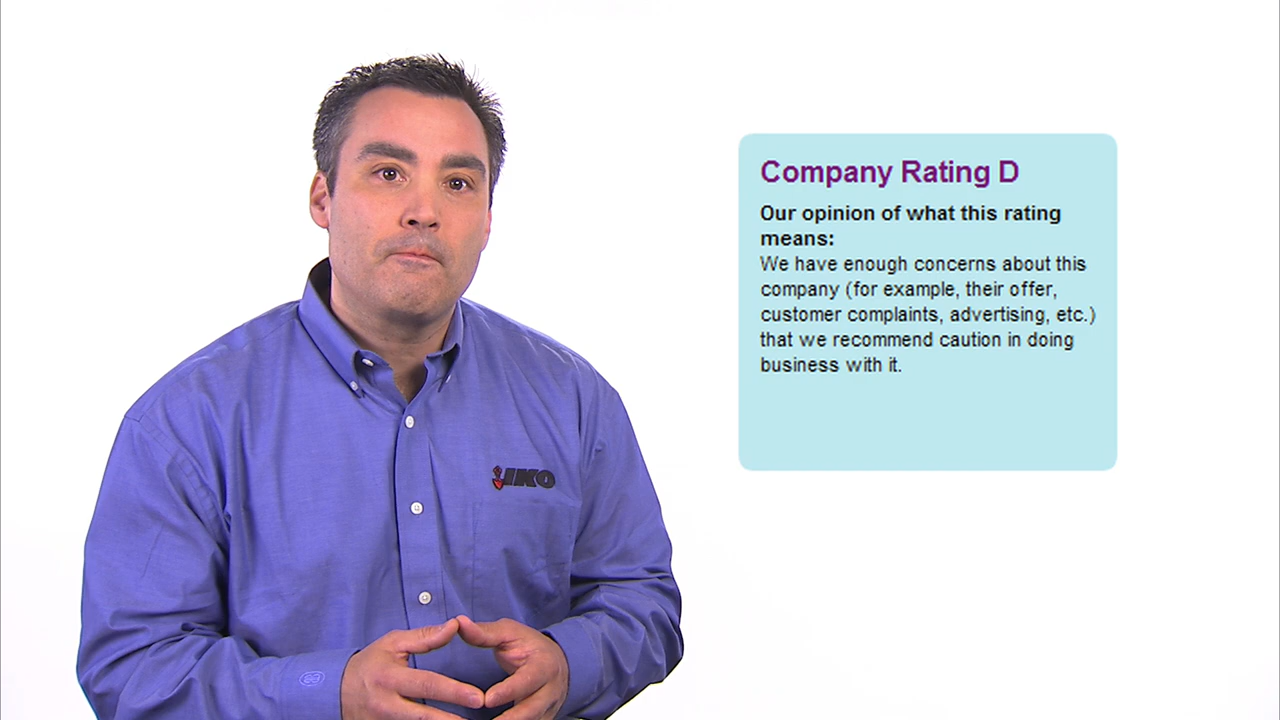 Company Rating D
Our opinion of what this rating
means:
We have enough concerns about this
company (for example, their offer,
customer complaints, advertising, etc.)
that we recommend caution in doing
business with it.
IKO